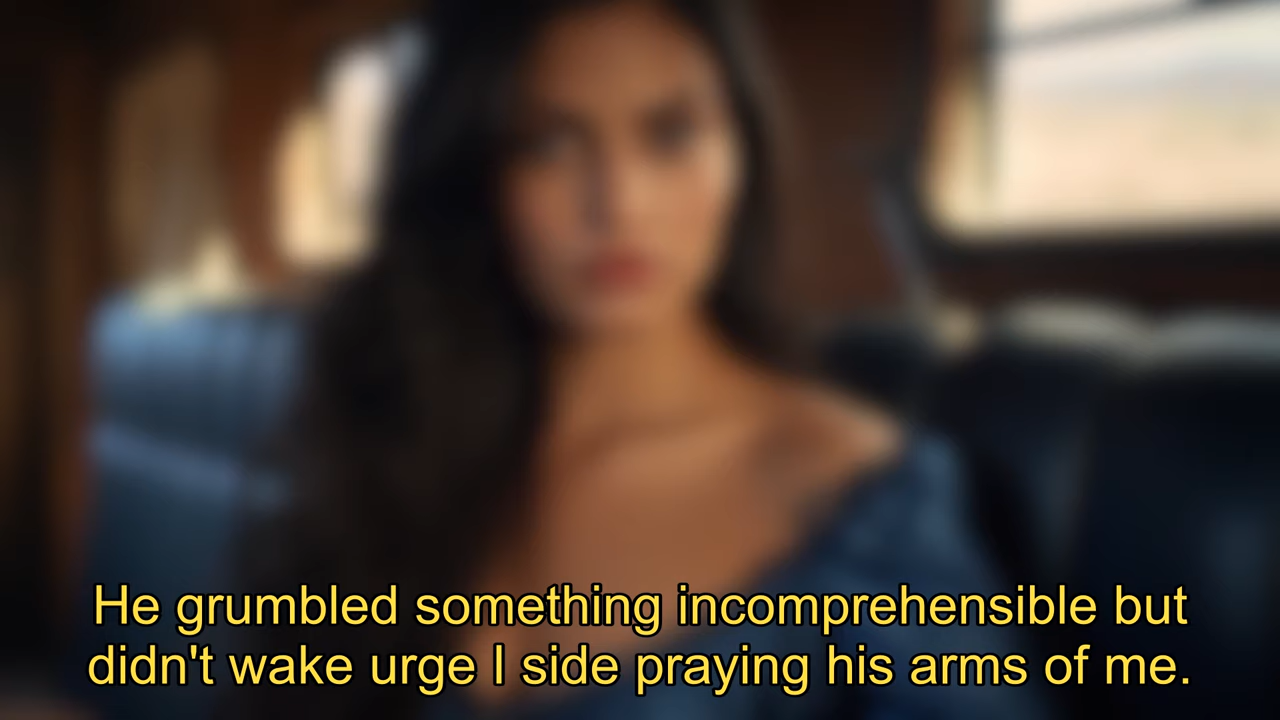 He grumbled something incomprehensible but
didn't wake urge I side praying his arms of me.